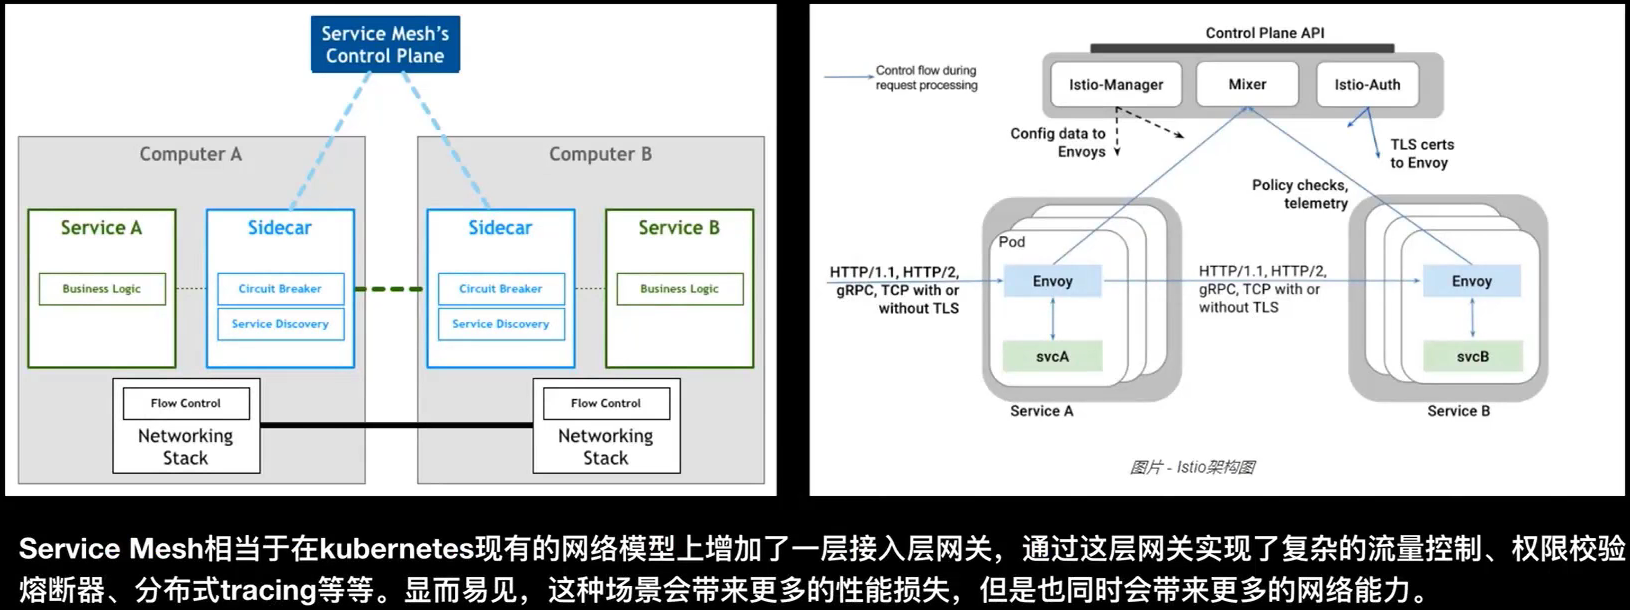 Service Mesh's
Control Plane
Computer A
Computer B
Service A
Sidecar
Sidecar
Service B
Business Logic
Circuit Breaker
Circuit Breaker
Business Logic
Service Discovery
Service Discovery
Flow Control
Flow Control
Networking
Stack
Networking
Stack
Control Plane API
Control flow during
request processing
Istio-Manager
Mixer
Istio-Auth
Config data to
Envoys
TLS certs
to Envoy
Policy checks,
telemetry
Pod
HTTP/1.1, HTTP/2,
gRPC, TCP with or
without TLS
Envoy
HTTP/1.1, HTTP/2,
gRPC, TCP with or
without TLS
Envoy
svcA
svcB
Service A
Service B
图片 - Istio架构图
Service Mesh相当于在kubernetes现有的网络模型上增加了一层接入层网关，通过这层网关实现了复杂的流量控制、权限校验
熔断器、分布式tracing等等。显而易见，这种场景会带来更多的性能损失，但是也同时会带来更多的网络能力。